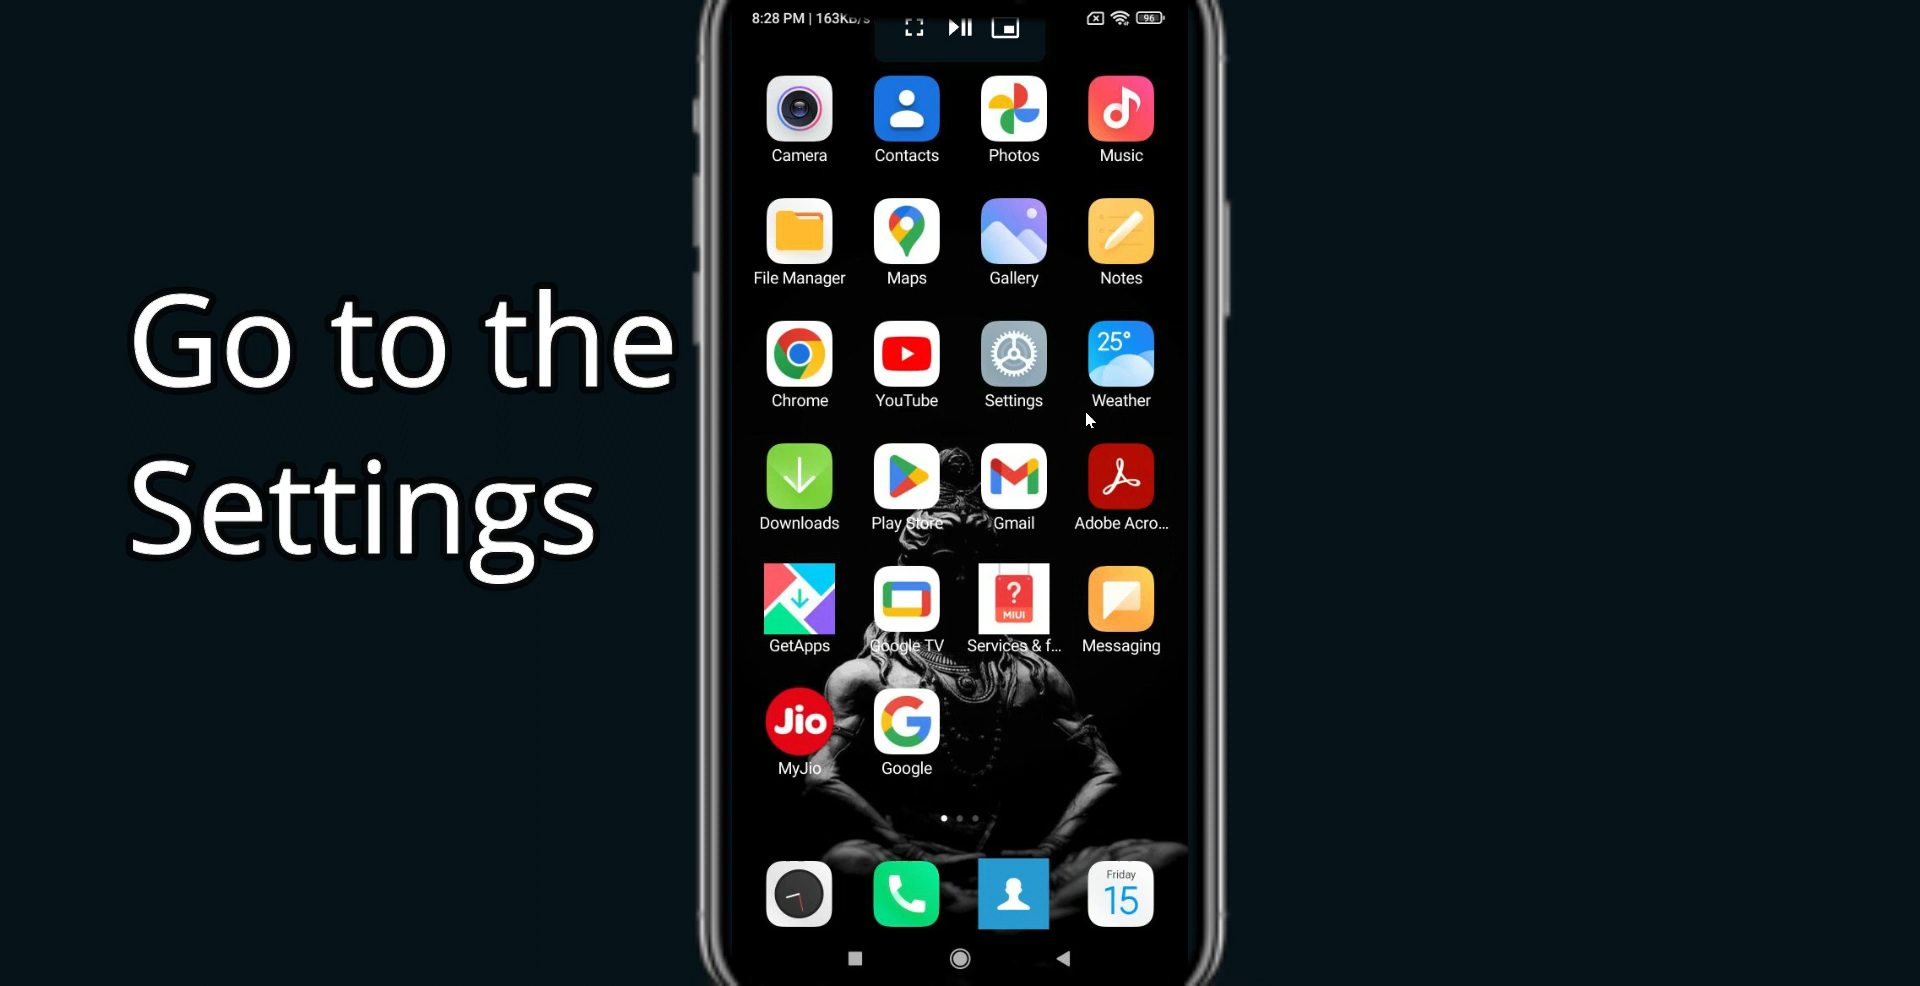 8:28 PM | 163KB/s
96
Camera
Contacts
Photos
Music
File Manager
Maps
Gallery
Notes
25°
Chrome
YouTube
Settings
Weather
Go to the
Settings
Downloads
Play Store
Gmail
Adobe Acro...
?
MIUI
GetApps
Google TV
Services & f...
Messaging
Jio
G
MyJio
Google
Friday
15